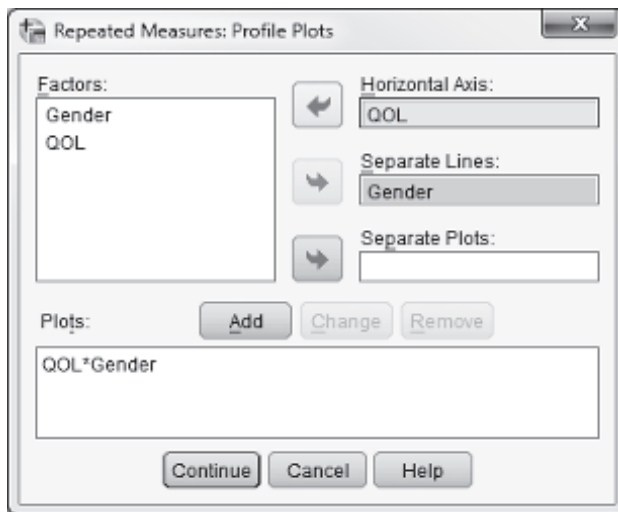 Repeated Measures: Profile Plots
Factors:
Gender
QOL
Horizontal Axis:
QOL
Separate Lines:
Gender
Separate Plots:
Plots:
Add
Change
Remove
QOL*Gender
Continue
Cancel
Help